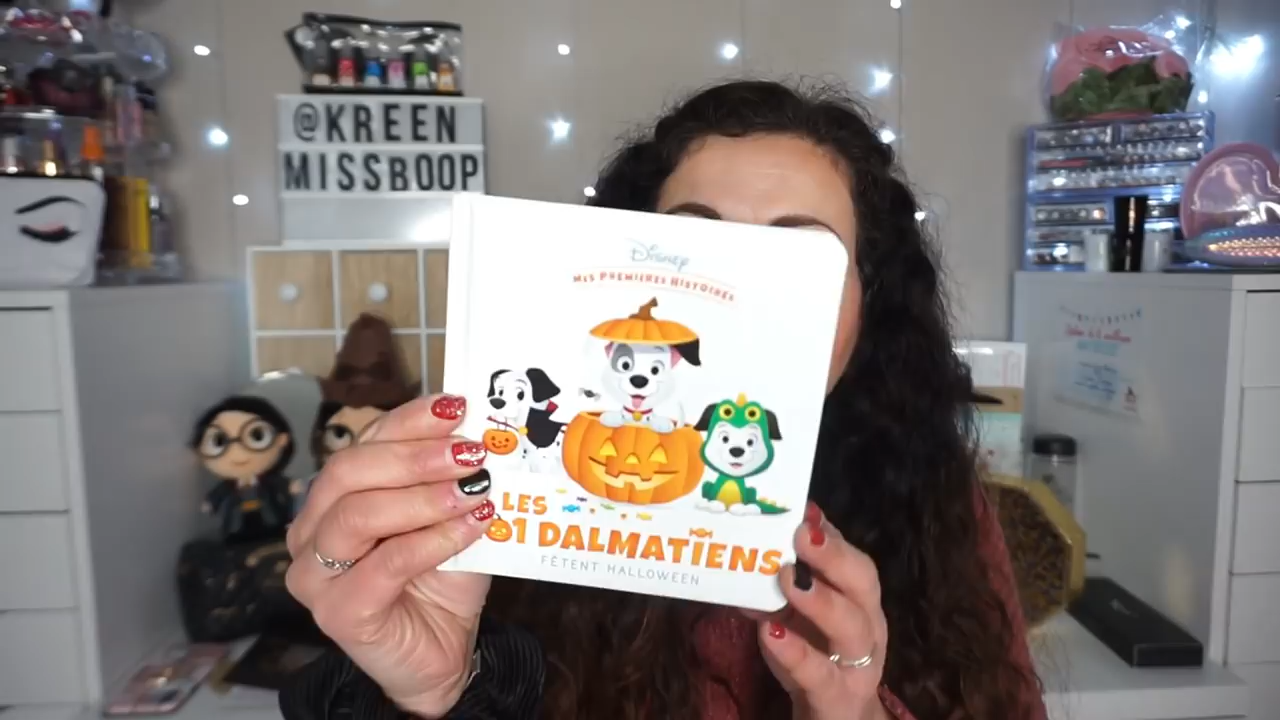 @KREEN
MISSBOOP
Disney
MES PREMIÈRES HISTOIRES
LES
101 DALMATIENS
FÊTENT HALLOWEEN